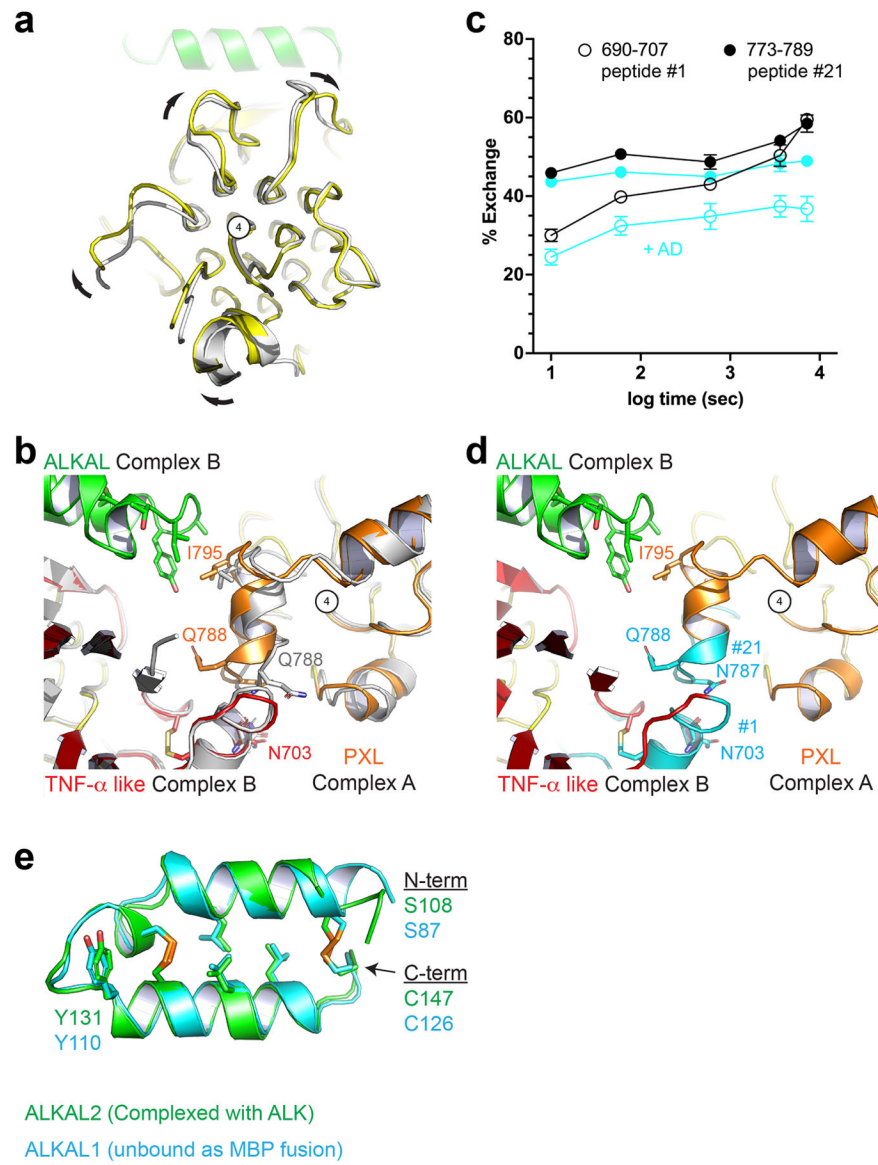 a
4
b
ALKAL Complex B
I795
4
Q788
Q788
N703
PXL
TNF-α like Complex B
Complex A
c
80
60
40
20
0
% Exchange
690-707
peptide #1
773-789
peptide #21
+ AD
1
2
3
4
log time (sec)
d
ALKAL Complex B
I795
4
Q788
#21
N787
#1
N703
PXL
TNF-α like Complex B
Complex A
e
N-term
S108
S87
C-term
C147
C126
Y131
Y110
ALKAL2 (Complexed with ALK)
ALKAL1 (unbound as MBP fusion)